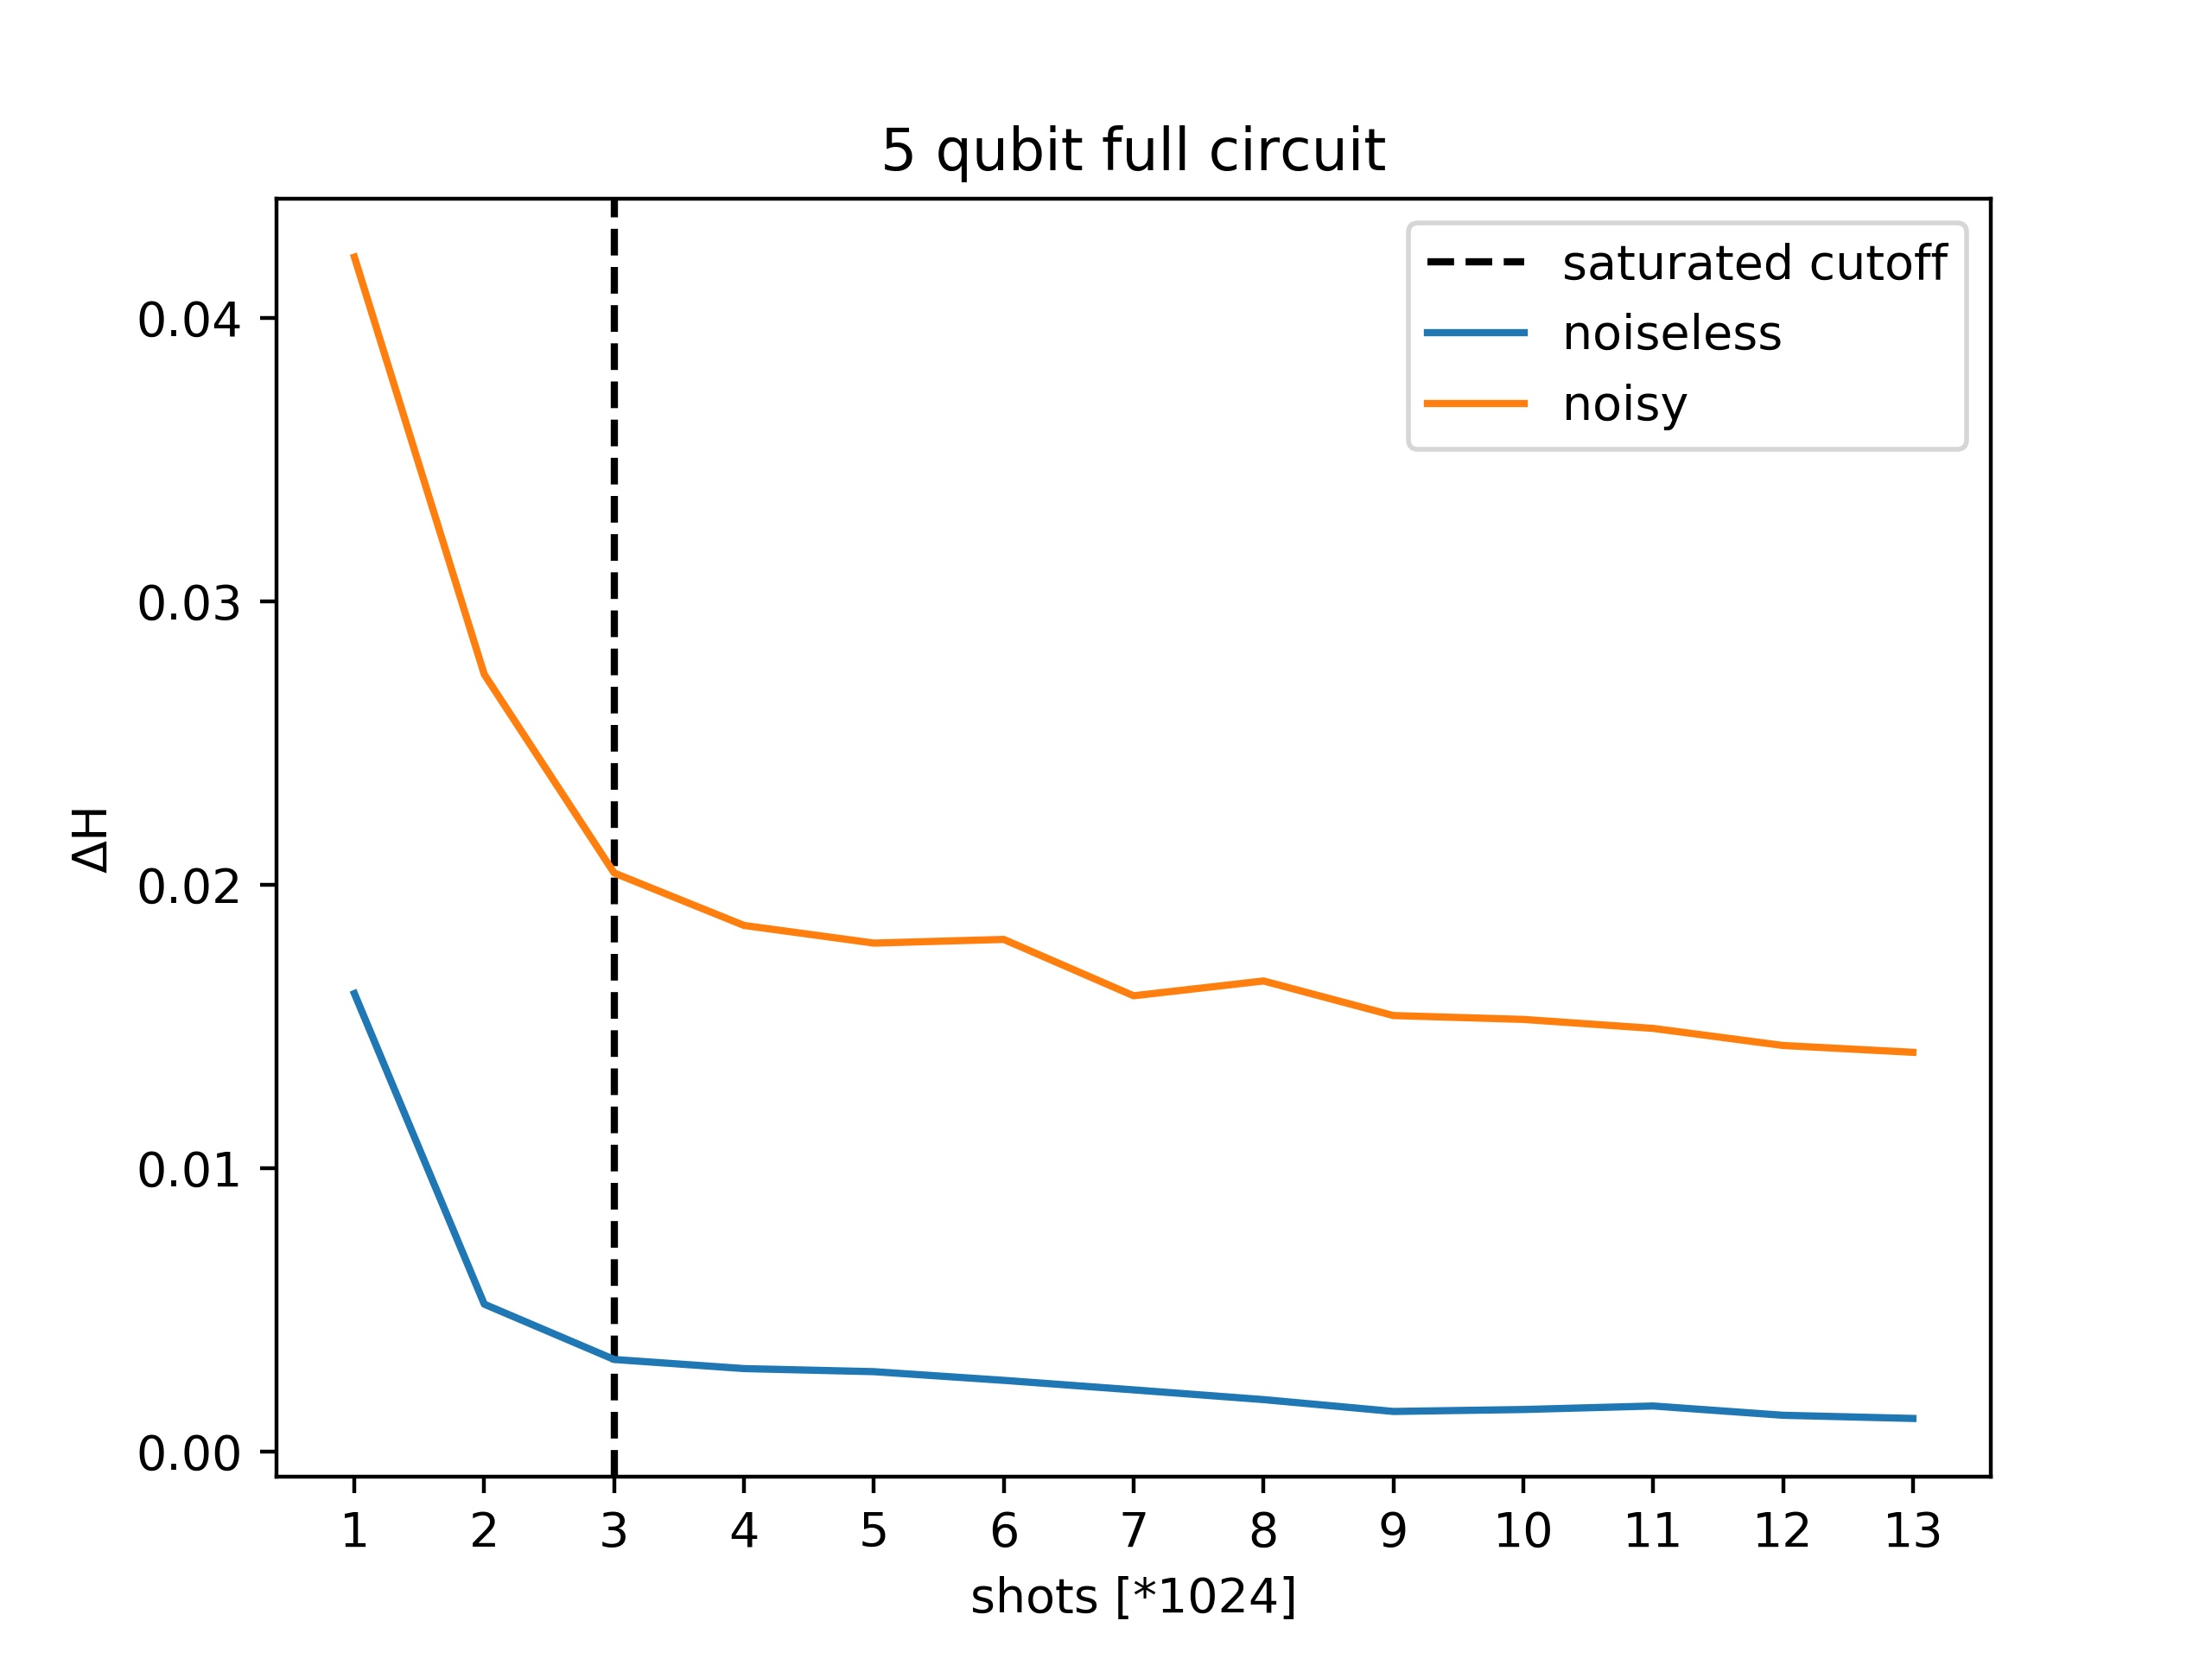 5 qubit full circuit
saturated cutoff
noiseless
noisy
ΔH
0.04
0.03
0.02
0.01
0.00
1 2 3 4 5 6 7 8 9 10 11 12 13
shots [*1024]